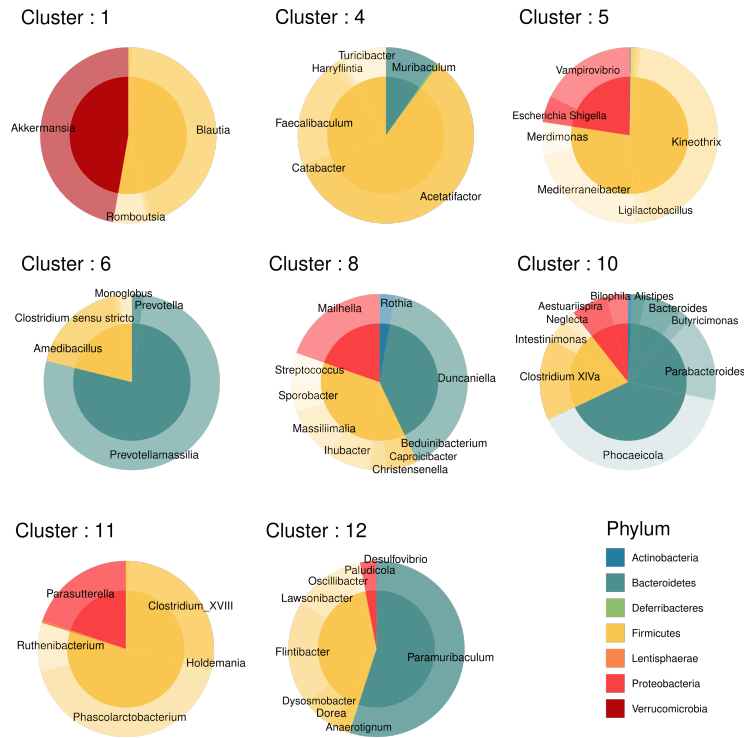 Cluster : 1
Akkermansia
Blautia
Romboutsia
Cluster : 4
Turicibacter
Harryflintia
Muribaculum
Faecalibaculum
Catabacter
Acetatifactor
Cluster : 5
Vampirovibrio
Escherichia Shigella
Merdimonas
Kineothrix
Mediterraneibacter
Ligilactobacillus
Cluster : 6
Monoglobus
Prevotella
Clostridium sensu stricto
Amedibacillus
Prevotellamassilia
Cluster : 8
Mailhella
Rothia
Streptococcus
Duncaniella
Sporobacter
Massiliimalia
Beduinibacterium
Ihubacter
Caproicibacter
Christensenella
Cluster : 10
Bilophila
Alistipes
Aestuariispira
Bacteroides
Neglecta
Butyricimonas
Intestinimonas
Parabacteroides
Clostridium XIVa
Phocaeicola
Cluster : 11
Parasutterella
Clostridium_XVIII
Ruthenibacterium
Holdemania
Phascolarctobacterium
Cluster : 12
Desulfovibrio
Paludicola
Oscillibacter
Lawsonibacter
Flintibacter
Paramuribaculum
Dysosmobacter
Dorea
Anaerotignum
Phylum
Actinobacteria
Bacteroidetes
Deferribacteres
Firmicutes
Lentisphaerae
Proteobacteria
Verrucomicrobia